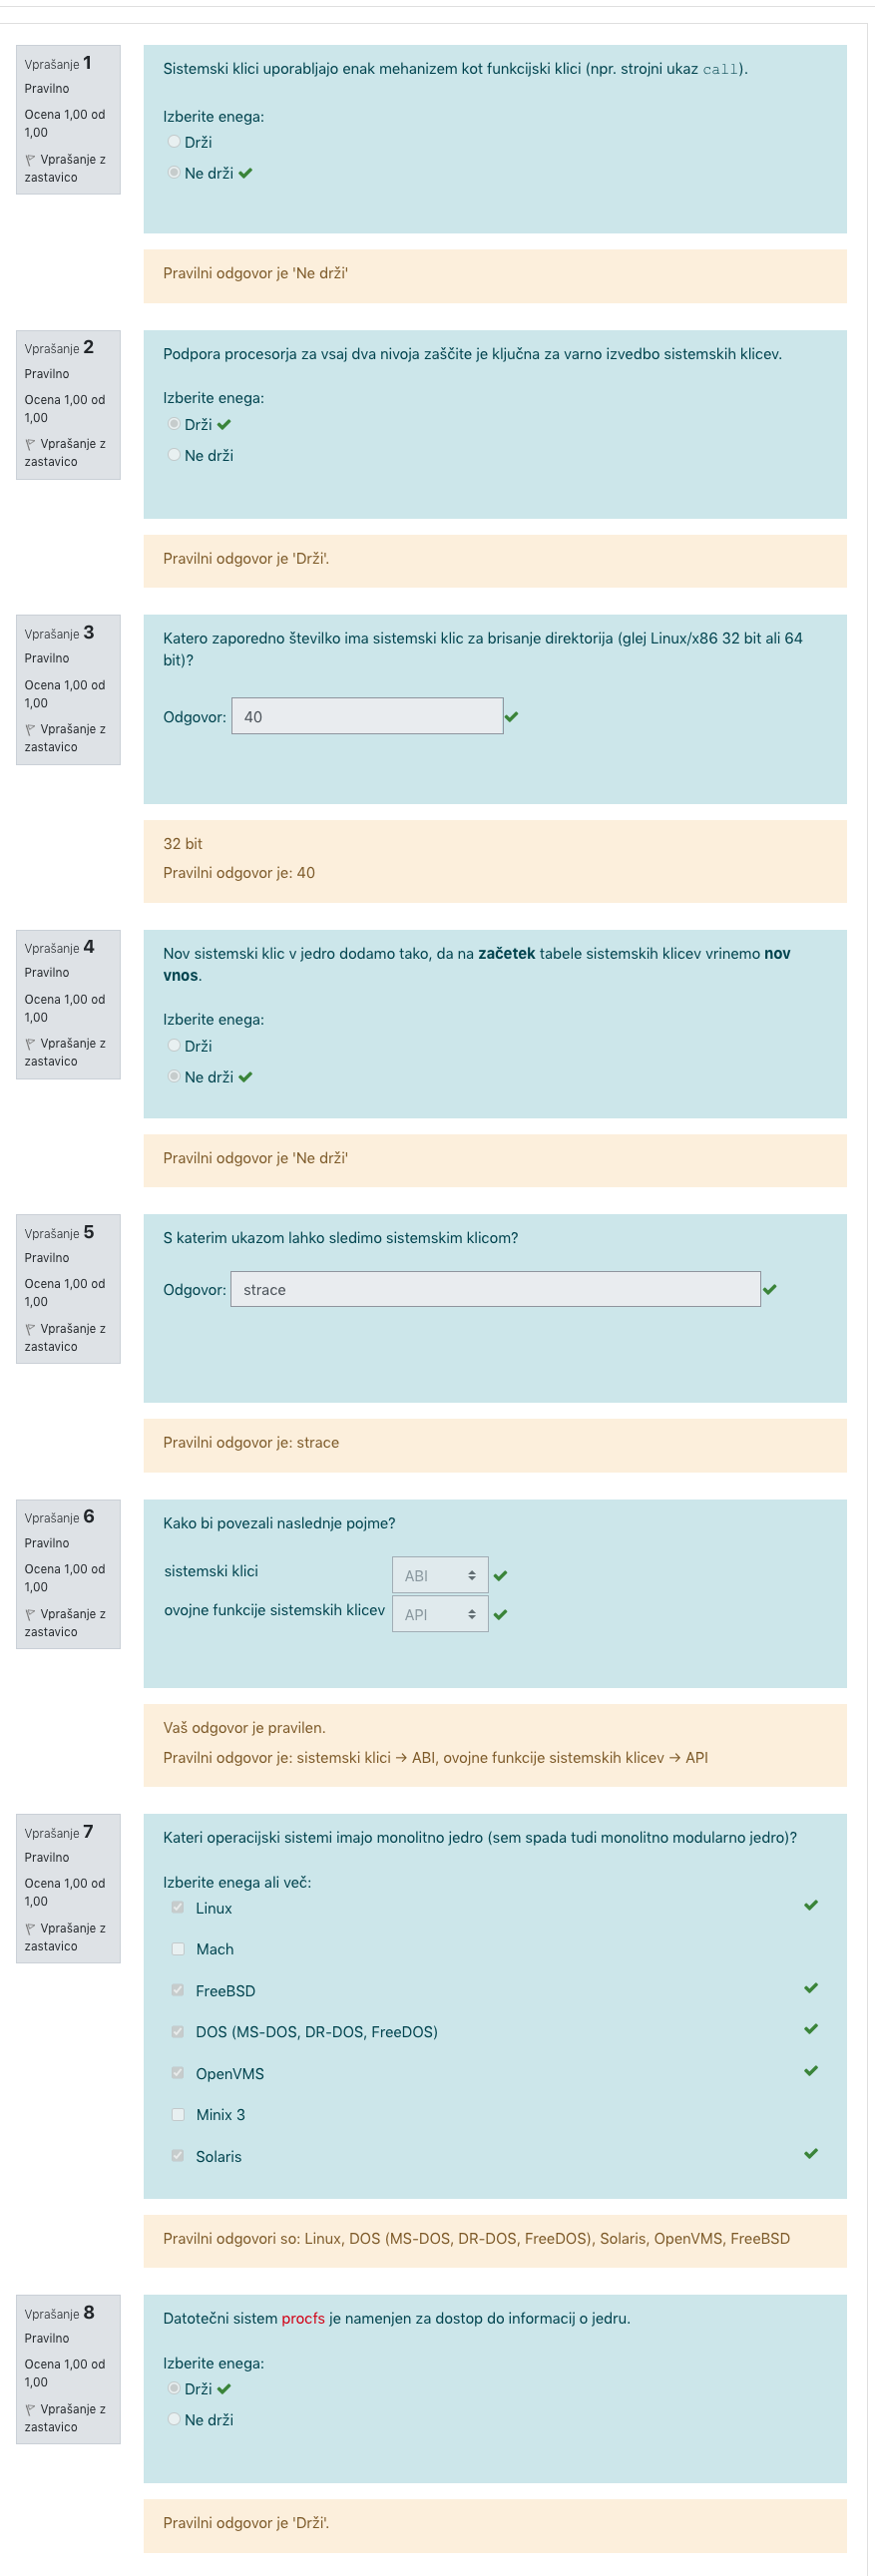 Vprašanje 1
Pravilno
Ocena 1,00 od
1,00
Vprašanje z
zastavico
Sistemski klici uporabljajo enak mehanizem kot funkcijski klici (npr. strojni ukaz call).
Izberite enega:
Drži
Ne drži
Pravilni odgovor je 'Ne drži'
Vprašanje 2
Pravilno
Ocena 1,00 od
1,00
Vprašanje z
zastavico
Podpora procesorja za vsaj dva nivoja zaščite je ključna za varno izvedbo sistemskih klicev.
Izberite enega:
Drži
Ne drži
Pravilni odgovor je 'Drži'.
Vprašanje 3
Pravilno
Ocena 1,00 od
1,00
Vprašanje z
zastavico
Katero zaporedno številko ima sistemski klic za brisanje direktorija (glej Linux/x86 32 bit ali 64
bit)?
Odgovor: 40
32 bit
Pravilni odgovor je: 40
Vprašanje 4
Pravilno
Ocena 1,00 od
1,00
Vprašanje z
zastavico
Nov sistemski klic v jedro dodamo tako, da na začetek tabele sistemskih klicev vrinemo nov
vnos.
Izberite enega:
Drži
Ne drži
Pravilni odgovor je 'Ne drži'
Vprašanje 5
Pravilno
Ocena 1,00 od
1,00
Vprašanje z
zastavico
S katerim ukazom lahko sledimo sistemskim klicom?
Odgovor: strace
Pravilni odgovor je: strace
Vprašanje 6
Pravilno
Ocena 1,00 od
1,00
Vprašanje z
zastavico
Kako bi povezali naslednje pojme?
sistemski klici ABI
ovojne funkcije sistemskih klicev API
Vaš odgovor je pravilen.
Pravilni odgovor je: sistemski klici → ABI, ovojne funkcije sistemskih klicev → API
Vprašanje 7
Pravilno
Ocena 1,00 od
1,00
Vprašanje z
zastavico
Kateri operacijski sistemi imajo monolitno jedro (sem spada tudi monolitno modularno jedro)?
Izberite enega ali več:
Linux
Mach
FreeBSD
DOS (MS-DOS, DR-DOS, FreeDOS)
OpenVMS
Minix 3
Solaris
Pravilni odgovori so: Linux, DOS (MS-DOS, DR-DOS, FreeDOS), Solaris, OpenVMS, FreeBSD
Vprašanje 8
Pravilno
Ocena 1,00 od
1,00
Vprašanje z
zastavico
Datotečni sistem procfs je namenjen za dostop do informacij o jedru.
Izberite enega:
Drži
Ne drži
Pravilni odgovor je 'Drži'.